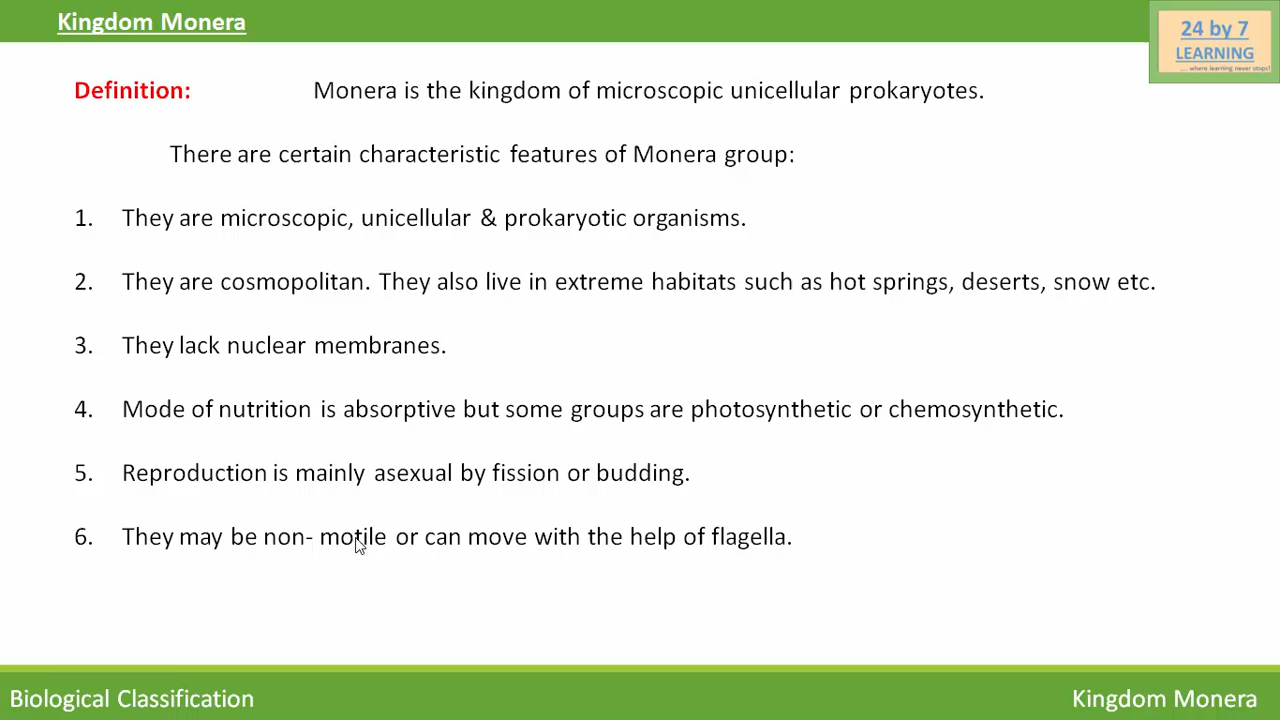 Kingdom Monera
24 by 7
LEARNING
.... where learning never stops!
Definition: Monera is the kingdom of microscopic unicellular prokaryotes.
There are certain characteristic features of Monera group:
1. They are microscopic, unicellular & prokaryotic organisms.
2. They are cosmopolitan. They also live in extreme habitats such as hot springs, deserts, snow etc.
3. They lack nuclear membranes.
4. Mode of nutrition is absorptive but some groups are photosynthetic or chemosynthetic.
5. Reproduction is mainly asexual by fission or budding.
6. They may be non- motile or can move with the help of flagella.
Biological Classification
Kingdom Monera